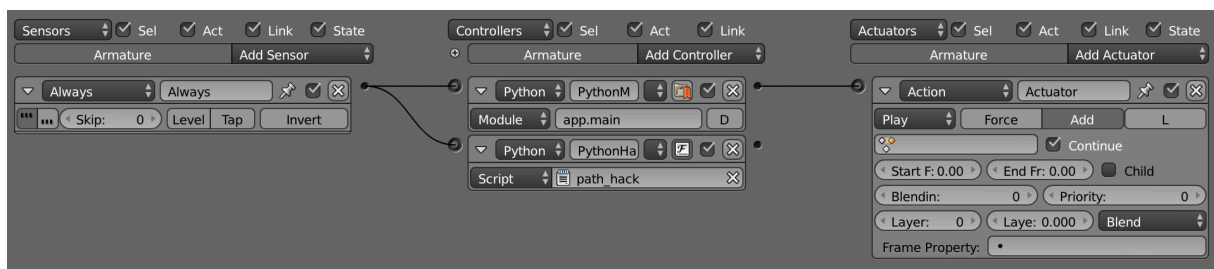 Sensors Sel Act Link State
Armature Add Sensor
Always Always
Skip: 0 Level Tap Invert
Controllers Sel Act Link
Armature Add Controller
Python PythonM
Module app.main D
Python PythonHa
Script path_hack
Actuators Sel Act Link State
Armature Add Actuator
Action Actuator
Play Force Add L
Continue
Start F: 0.00 End Fr: 0.00 Child
Blendin: 0 Priority: 0
Layer: 0 Laye: 0.000 Blend
Frame Property: